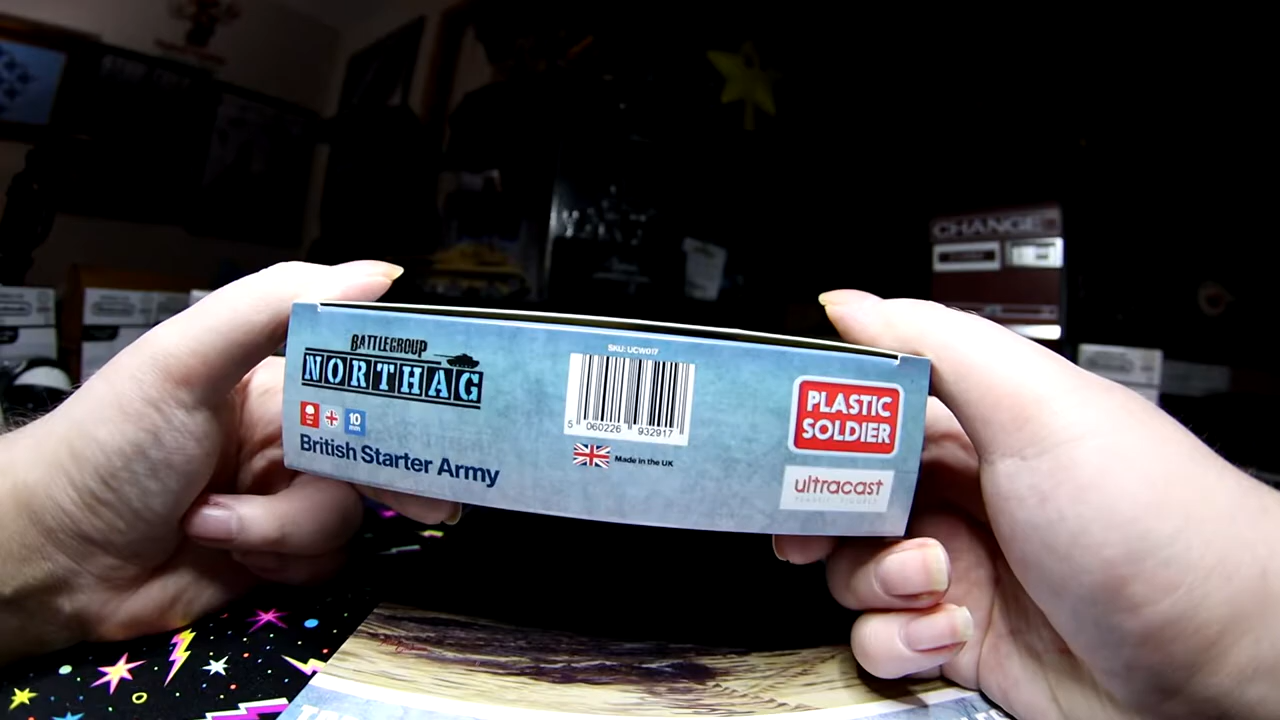 CHANGE
BATTLEGROUP
NORTHAG
10
mm
British Starter Army
SKU: UCW017
5 060226 932917
Made in the UK
PLASTIC
SOLDIER
ultracast